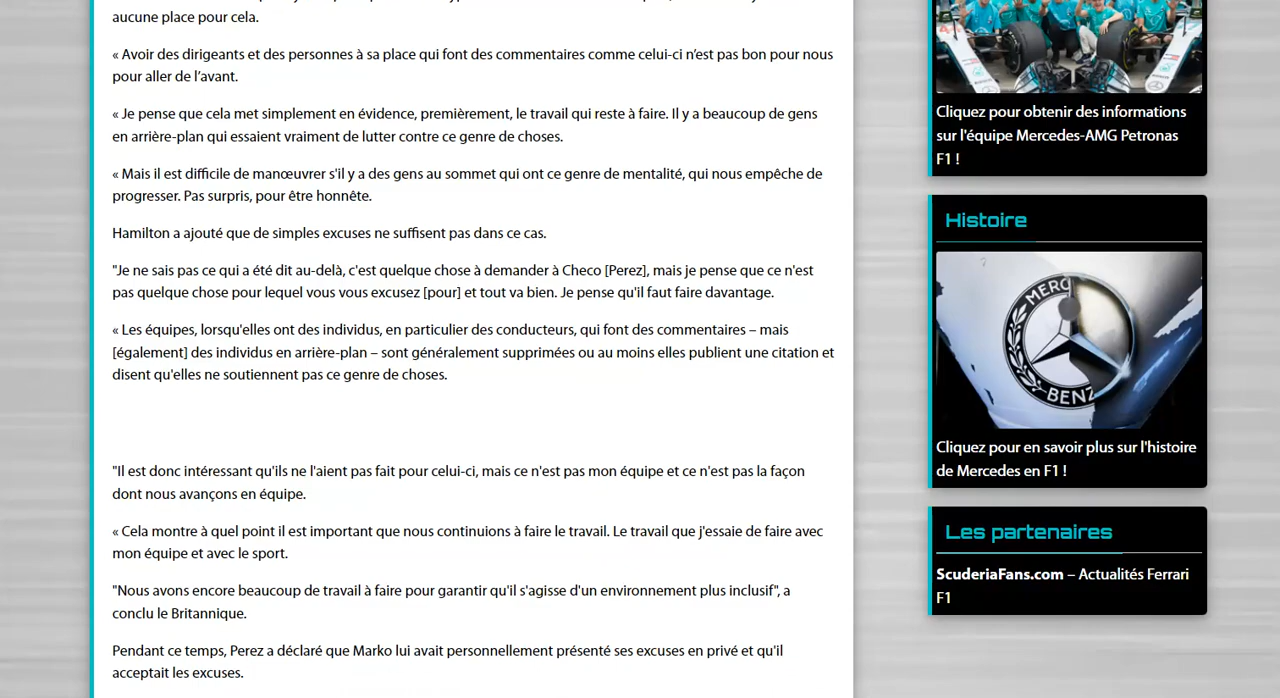 aucune place pour cela.
« Avoir des dirigeants et des personnes à sa place qui font des commentaires comme celui-ci n’est pas bon pour nous
pour aller de l’avant.
« Je pense que cela met simplement en évidence, premièrement, le travail qui reste à faire. Il y a beaucoup de gens
en arrière-plan qui essaient vraiment de lutter contre ce genre de choses.
« Mais il est difficile de manœuvrer s'il y a des gens au sommet qui ont ce genre de mentalité, qui nous empêche de
progresser. Pas surpris, pour être honnête.
Hamilton a ajouté que de simples excuses ne suffisent pas dans ce cas.
"Je ne sais pas ce qui a été dit au-delà, c'est quelque chose à demander à Checo [Perez], mais je pense que ce n'est
pas quelque chose pour lequel vous vous excusez [pour] et tout va bien. Je pense qu'il faut faire davantage.
« Les équipes, lorsqu'elles ont des individus, en particulier des conducteurs, qui font des commentaires – mais
[également] des individus en arrière-plan – sont généralement supprimées ou au moins elles publient une citation et
disent qu'elles ne soutiennent pas ce genre de choses.
"Il est donc intéressant qu'ils ne l'aient pas fait pour celui-ci, mais ce n'est pas mon équipe et ce n'est pas la façon
dont nous avançons en équipe.
« Cela montre à quel point il est important que nous continuions à faire le travail. Le travail que j'essaie de faire avec
mon équipe et avec le sport.
"Nous avons encore beaucoup de travail à faire pour garantir qu'il s'agisse d'un environnement plus inclusif", a
conclu le Britannique.
Pendant ce temps, Perez a déclaré que Marko lui avait personnellement présenté ses excuses en privé et qu'il
acceptait les excuses.
Cliquez pour obtenir des informations
sur l'équipe Mercedes-AMG Petronas
F1 !
Histoire
MERC
BENZ
Cliquez pour en savoir plus sur l'histoire
de Mercedes en F1 !
Les partenaires
ScuderiaFans.com – Actualités Ferrari
F1